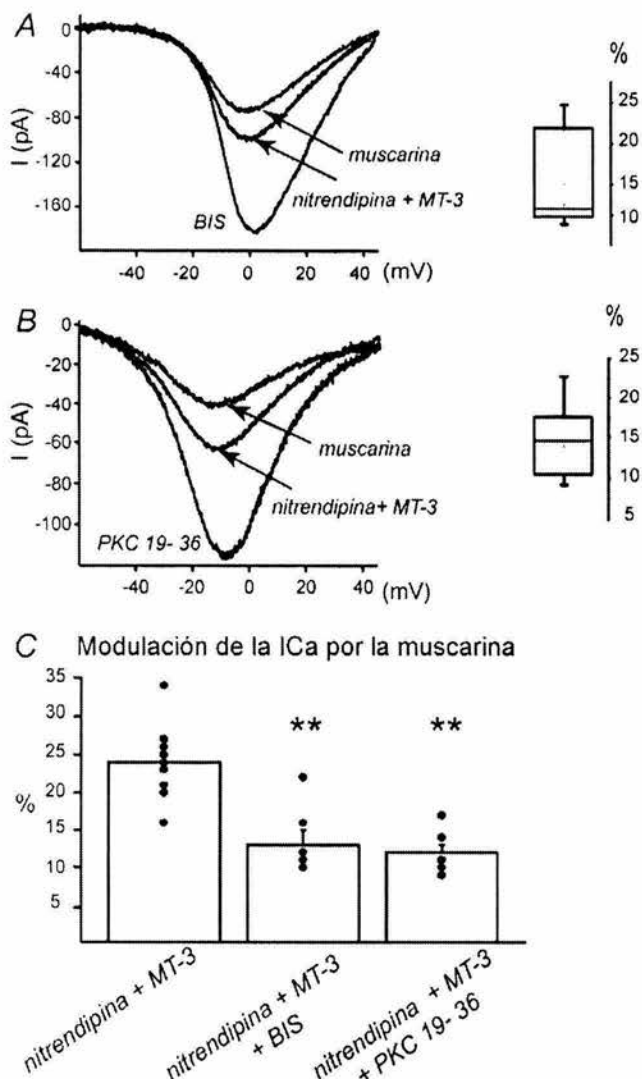 A
0
-40
-80
-120
-160
I (pA)
-40 -20 0 20 40 (mV)
muscarina
nitrendipina + MT-3
BIS
%
25
20
15
10
B
0
-20
-40
-60
-80
-100
I (pA)
-40 -20 0 20 40 (mV)
muscarina
nitrendipina+ MT-3
PKC 19- 36
%
25
20
15
10
5
C Modulación de la ICa por la muscarina
35
30
25
20
15
10
5
%
** **
nitrendipina + MT-3
nitrendipina + MT-3
+ BIS
nitrendipina + MT-3
+ PKC 19- 36